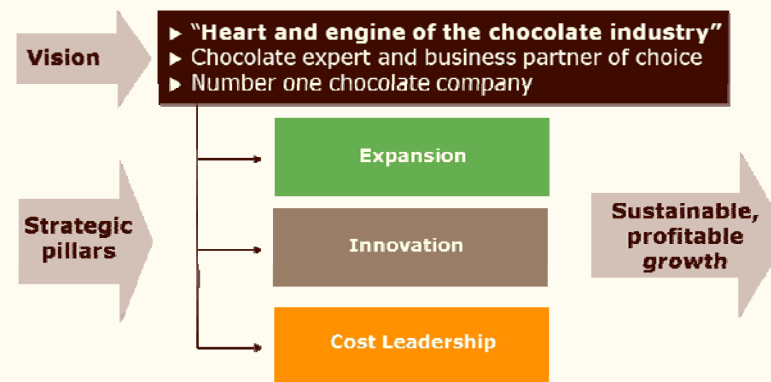 Vision
▸ “Heart and engine of the chocolate industry”
▸ Chocolate expert and business partner of choice
▸ Number one chocolate company
Strategic
pillars
Expansion
Innovation
Cost Leadership
Sustainable,
profitable
growth